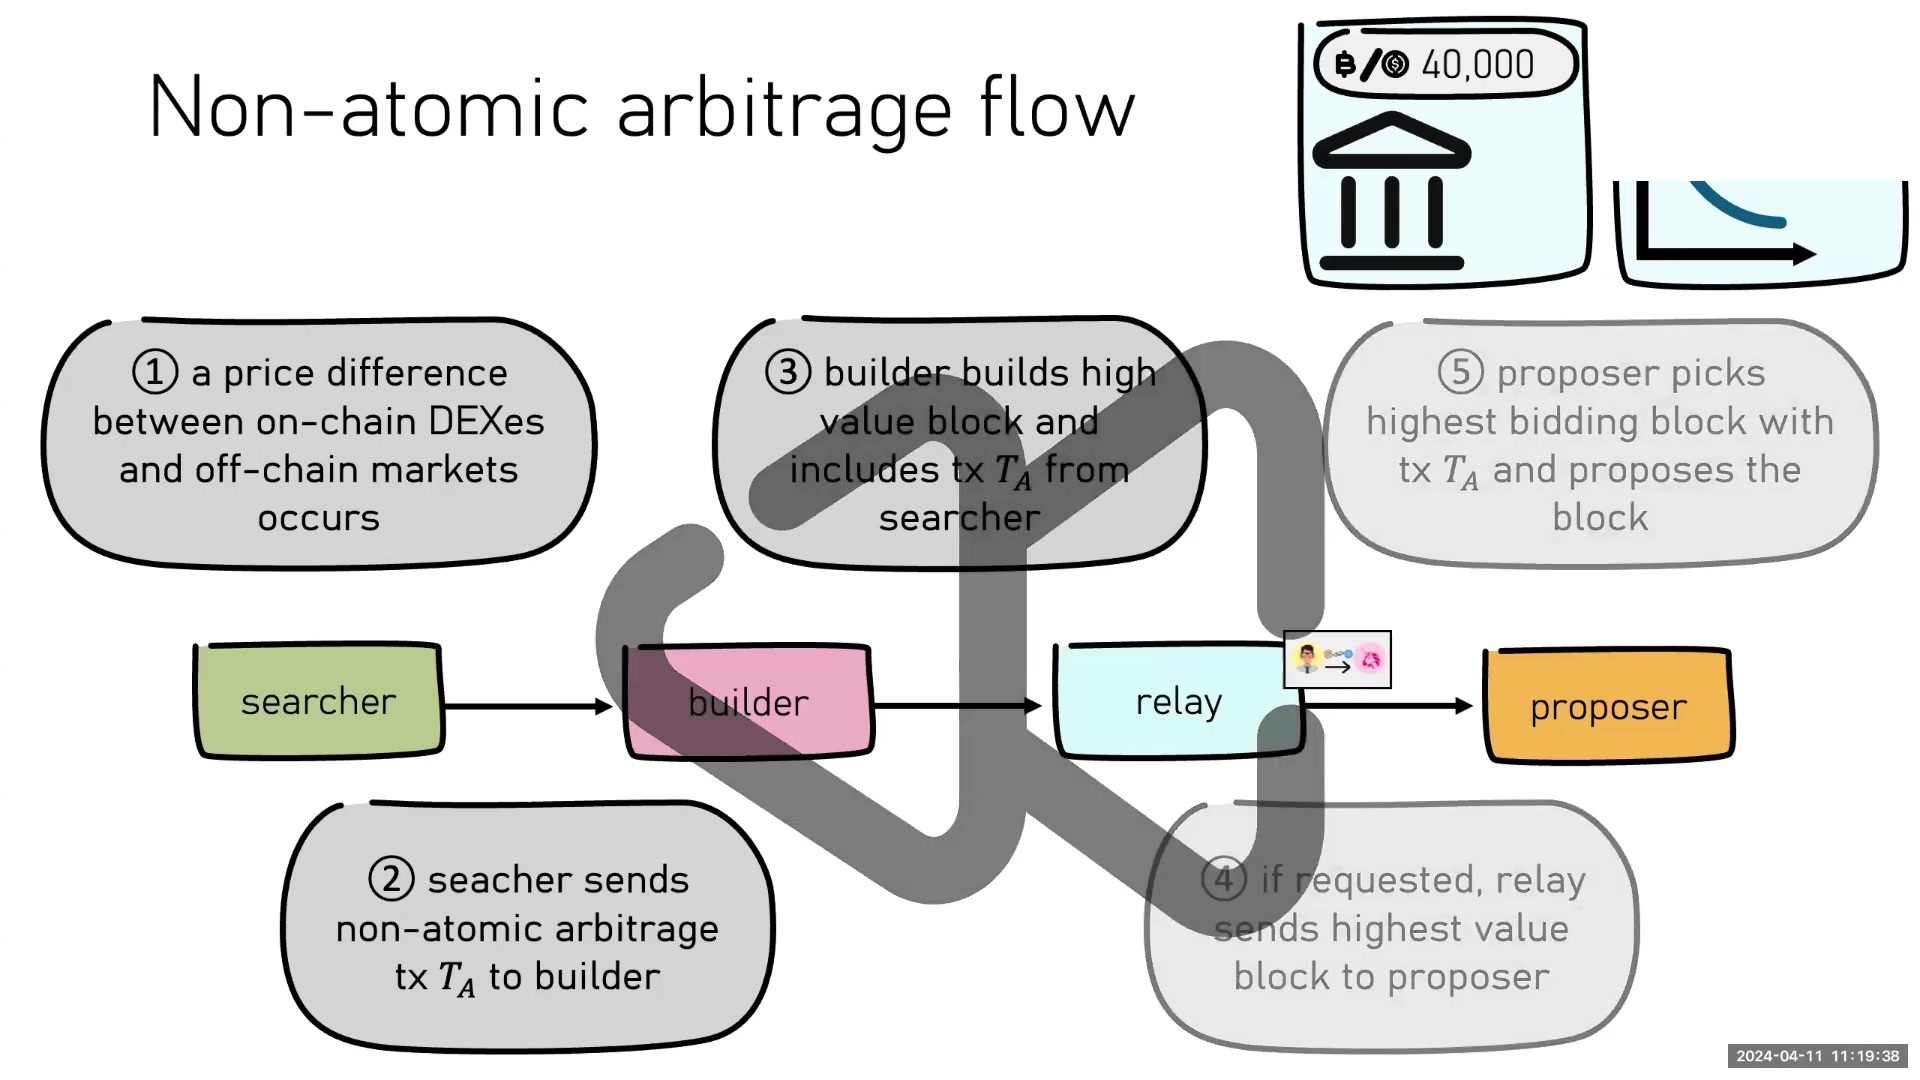 Non-atomic arbitrage flow
₿/$ 40,000
① a price difference
between on-chain DEXes
and off-chain markets
occurs
③ builder builds high
value block and
includes tx T_A from
searcher
⑤ proposer picks
highest bidding block with
tx T_A and proposes the
block
searcher
builder
relay
proposer
② seacher sends
non-atomic arbitrage
tx T_A to builder
④ if requested, relay
sends highest value
block to proposer
2024-04-11 11:19:38